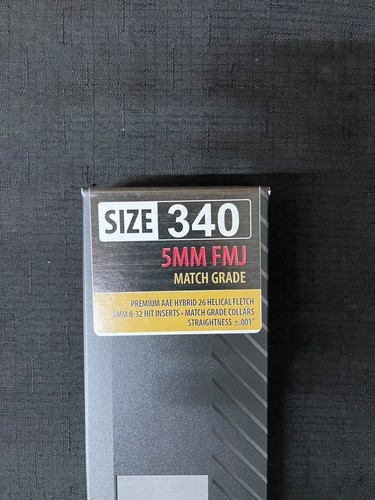 SIZE 340
5MM FMJ
MATCH GRADE
PREMIUM AAE HYBRID 26 HELICAL FLETCH
5MM 8-32 HIT INSERTS • MATCH GRADE COLLARS
STRAIGHTNESS ±.001"